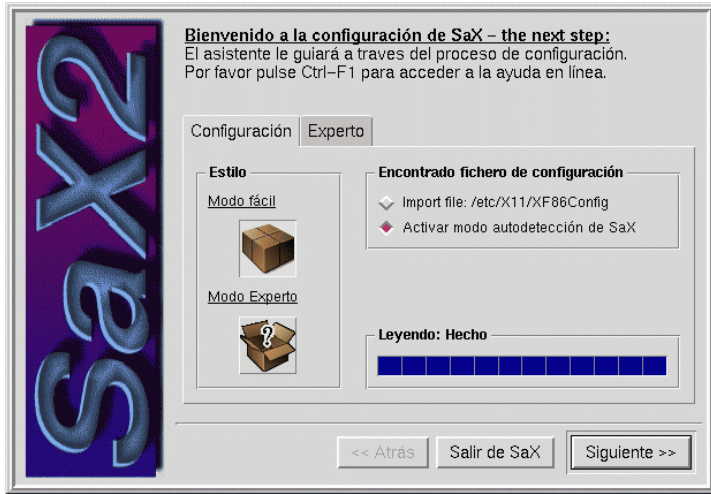 SaX2
Bienvenido a la configuración de SaX – the next step:
El asistente le guiará a traves del proceso de configuración.
Por favor pulse Ctrl–F1 para acceder a la ayuda en línea.
Configuración
Experto
Estilo
Modo fácil
Modo Experto
Encontrado fichero de configuración
Import file: /etc/X11/XF86Config
Activar modo autodetección de SaX
Leyendo: Hecho
<< Atrás
Salir de SaX
Siguiente >>